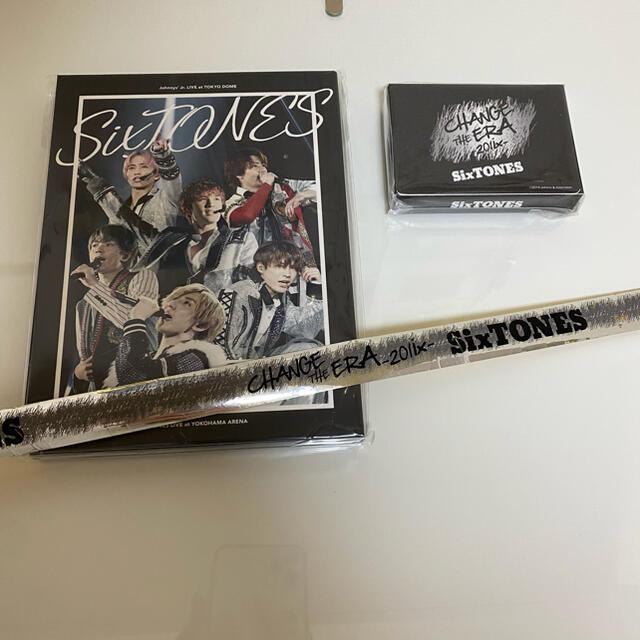 Johnnys' Jr. LIVE at TOKYO DOME
SixTONES
LIVE at YOKOHAMA ARENA
CHANGE
THE ERA
-201ix-
SixTONES
SixTONES
CHANGE THE ERA -201ix- SixTONES